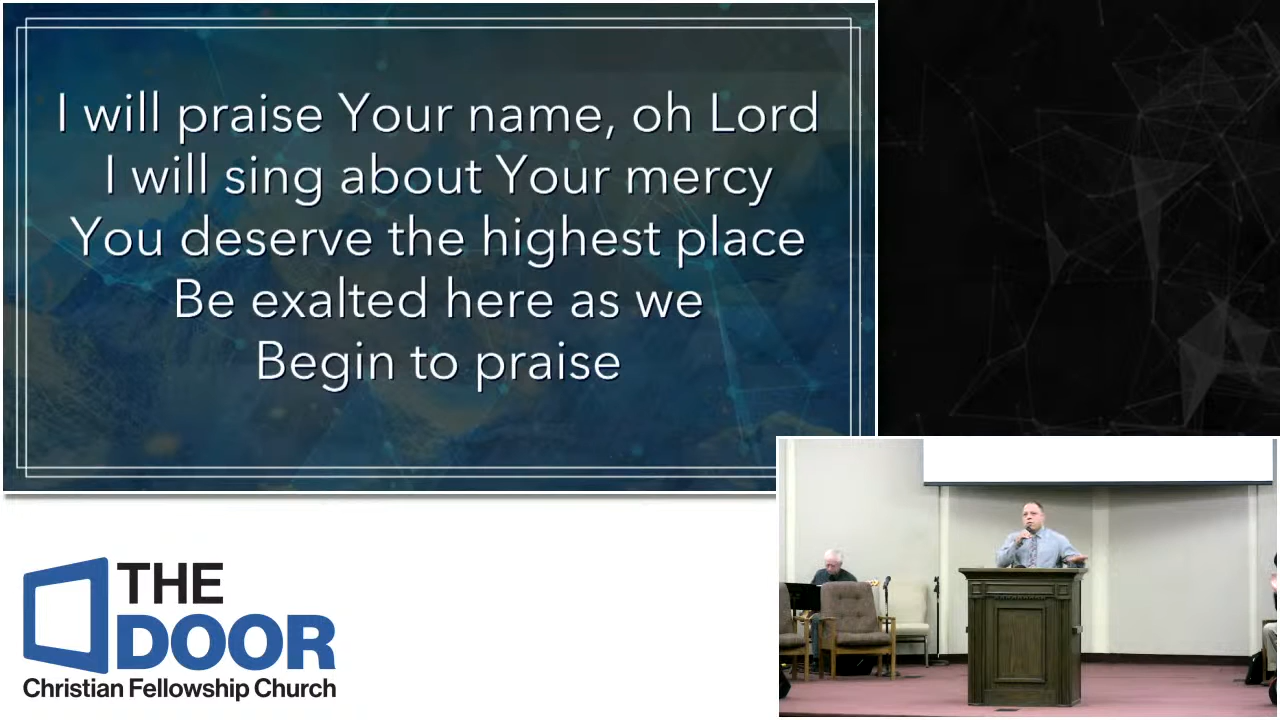 I will praise Your name, oh Lord
I will sing about Your mercy
You deserve the highest place
Be exalted here as we
Begin to praise
THE
DOOR
Christian Fellowship Church